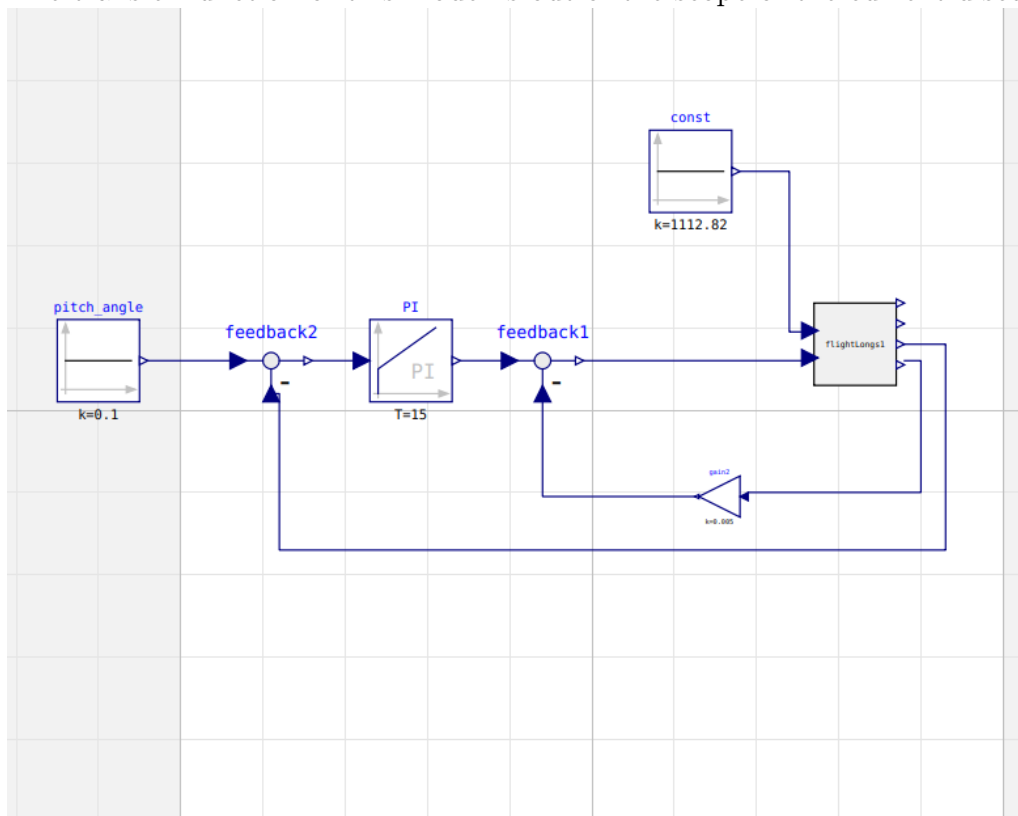 const
k=1112.82
pitch_angle
PI
feedback2
feedback1
flightLongs1
PI
-
-
k=0.1
T=15
gain2
k=0.005